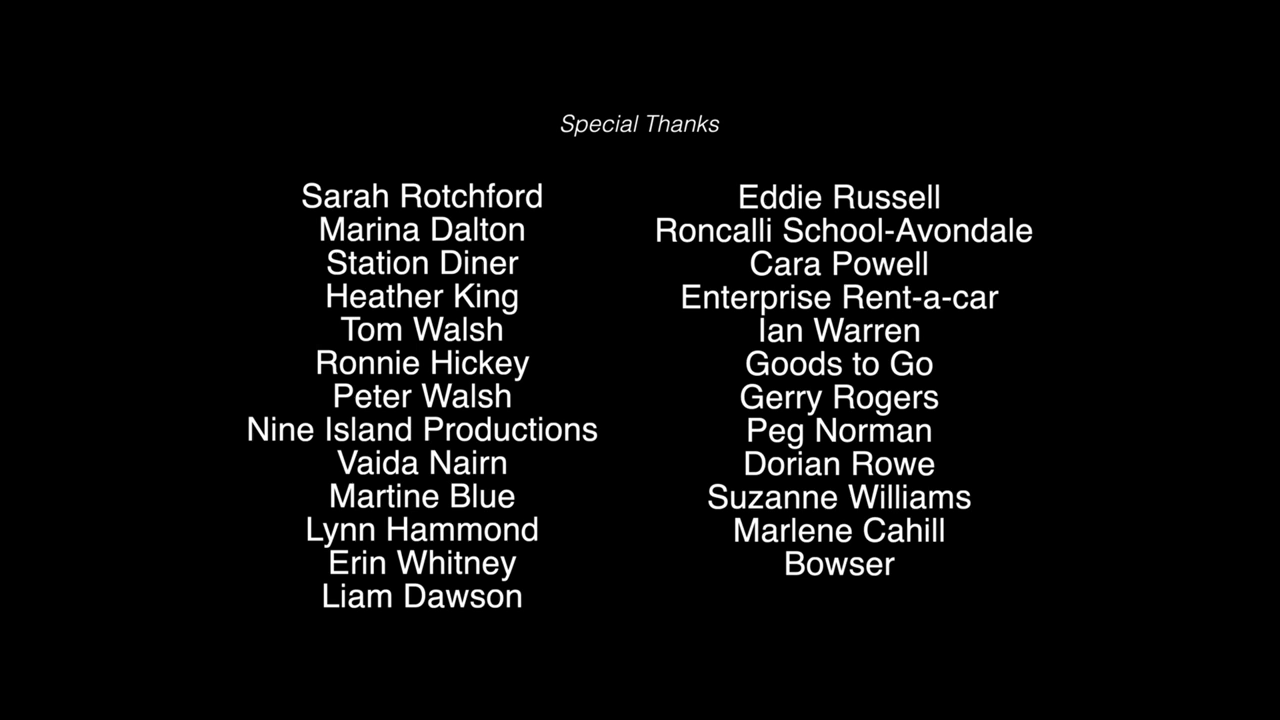 Special Thanks
Sarah Rotchford
Marina Dalton
Station Diner
Heather King
Tom Walsh
Ronnie Hickey
Peter Walsh
Nine Island Productions
Vaida Nairn
Martine Blue
Lynn Hammond
Erin Whitney
Liam Dawson
Eddie Russell
Roncalli School-Avondale
Cara Powell
Enterprise Rent-a-car
Ian Warren
Goods to Go
Gerry Rogers
Peg Norman
Dorian Rowe
Suzanne Williams
Marlene Cahill
Bowser